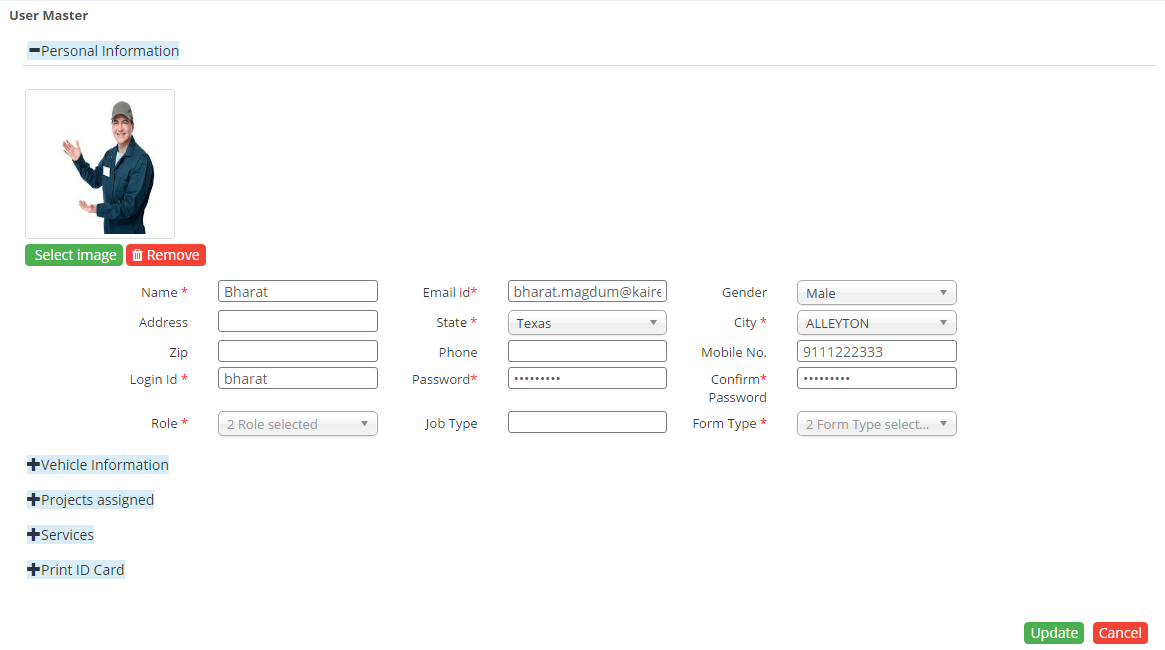 User Master
Personal Information
Select image Remove
Name * Bharat Email id* bharat.magdum@kaire Gender Male
Address State * Texas City * ALLEYTON
Zip Phone Mobile No. 9111222333
Login Id * bharat Password* ••••••••• Confirm* •••••••••
Password
Role * 2 Role selected Job Type Form Type * 2 Form Type select...
Vehicle Information
Projects assigned
Services
Print ID Card
Update Cancel